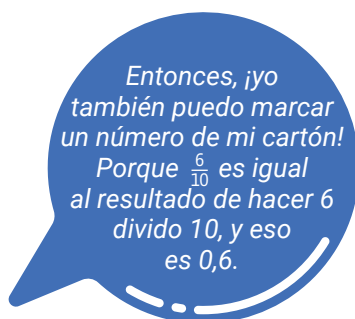 Entonces, ¡yo
también puedo marcar
un número de mi cartón!
Porque 6/10 es igual
al resultado de hacer 6
divido 10, y eso
es 0,6.